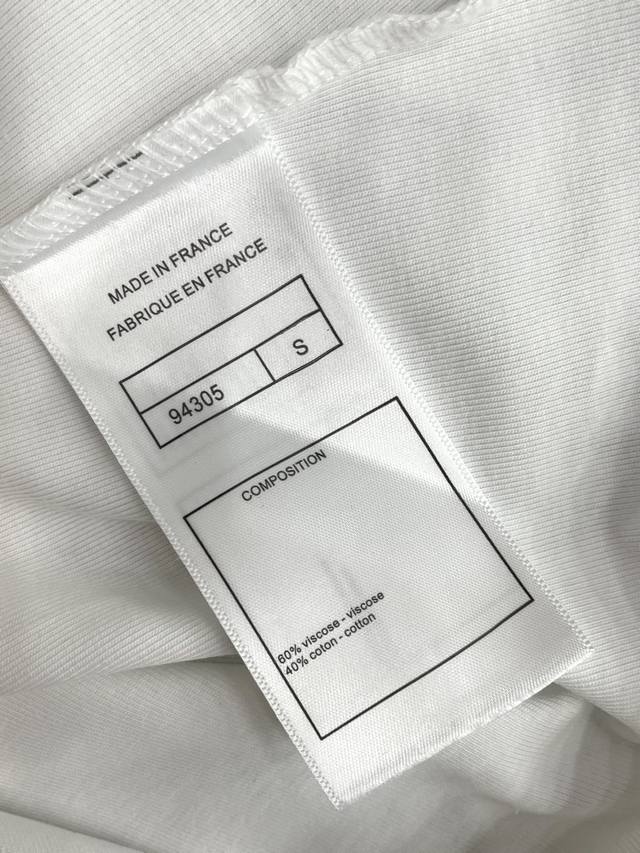 MADE IN FRANCE
FABRIQUE EN FRANCE
94305 S
COMPOSITION
60% viscose - viscose
40% coton - cotton